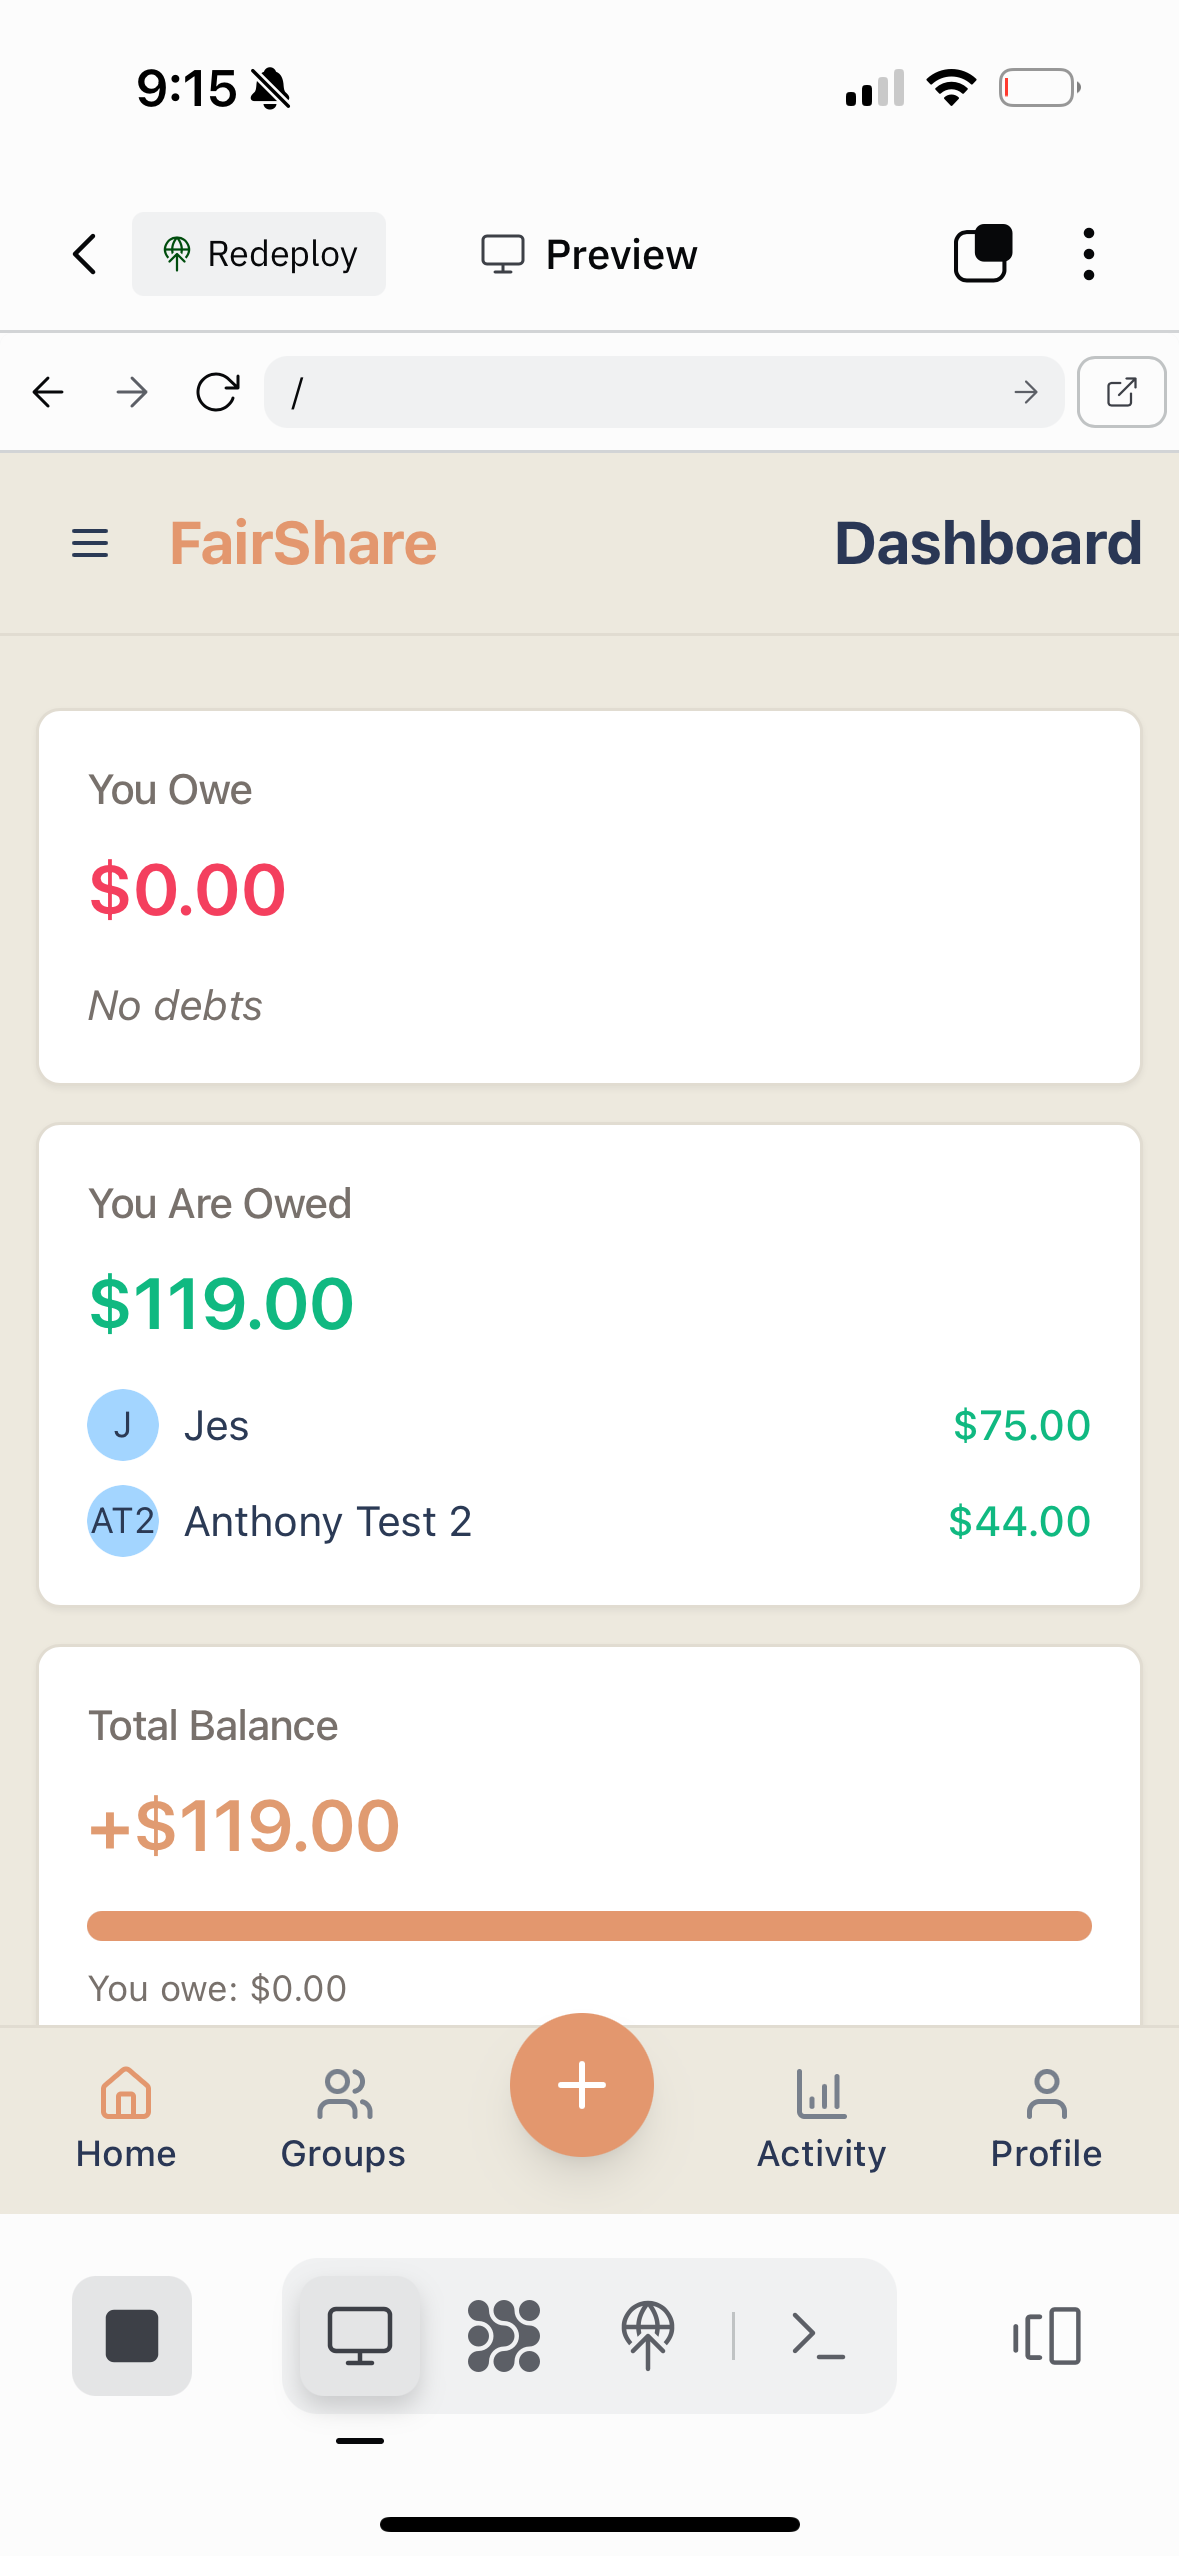 9:15
Redeploy
Preview
/
FairShare
Dashboard
You Owe
$0.00
No debts
You Are Owed
$119.00
J
Jes
$75.00
AT2
Anthony Test 2
$44.00
Total Balance
+$119.00
You owe: $0.00
Home
Groups
Activity
Profile